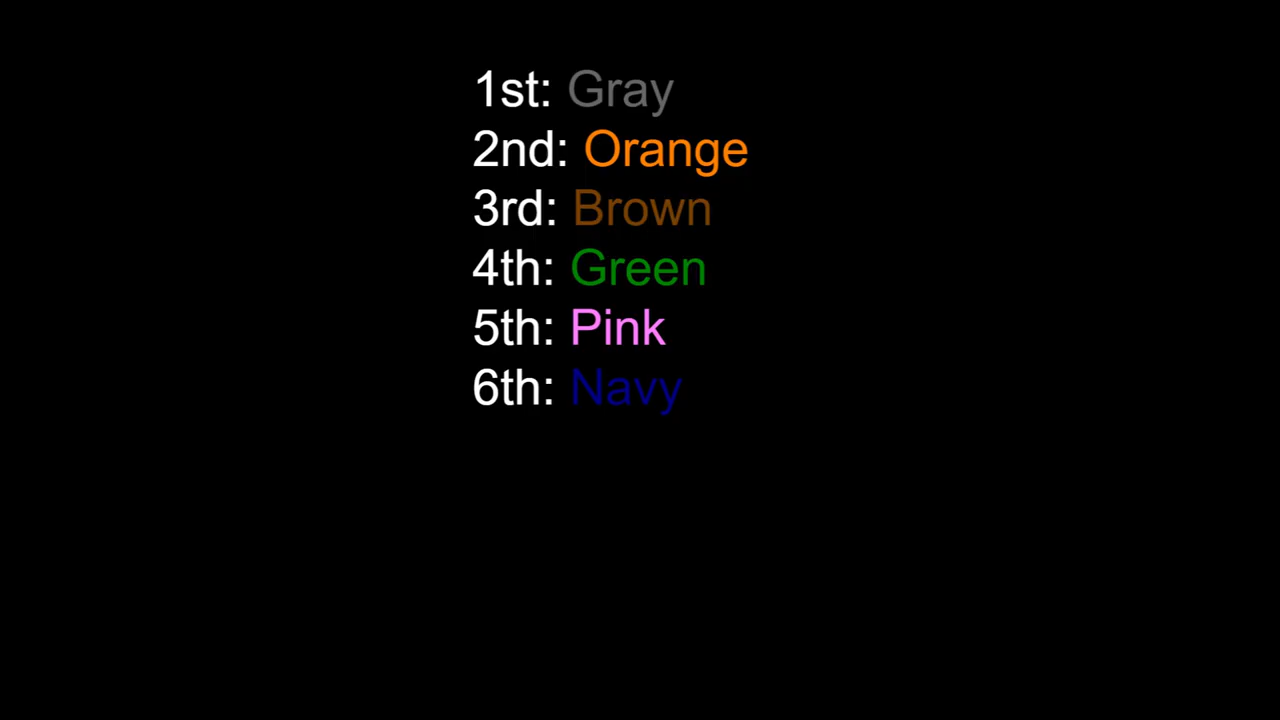 1st: Gray
2nd: Orange
3rd: Brown
4th: Green
5th: Pink
6th: Navy